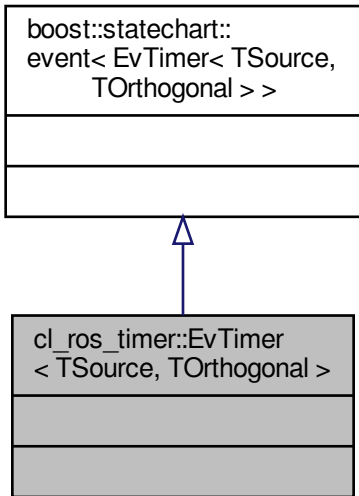 boost::statechart::
event< EvTimer< TSource,
TOrthogonal > >
cl_ros_timer::EvTimer
< TSource, TOrthogonal >